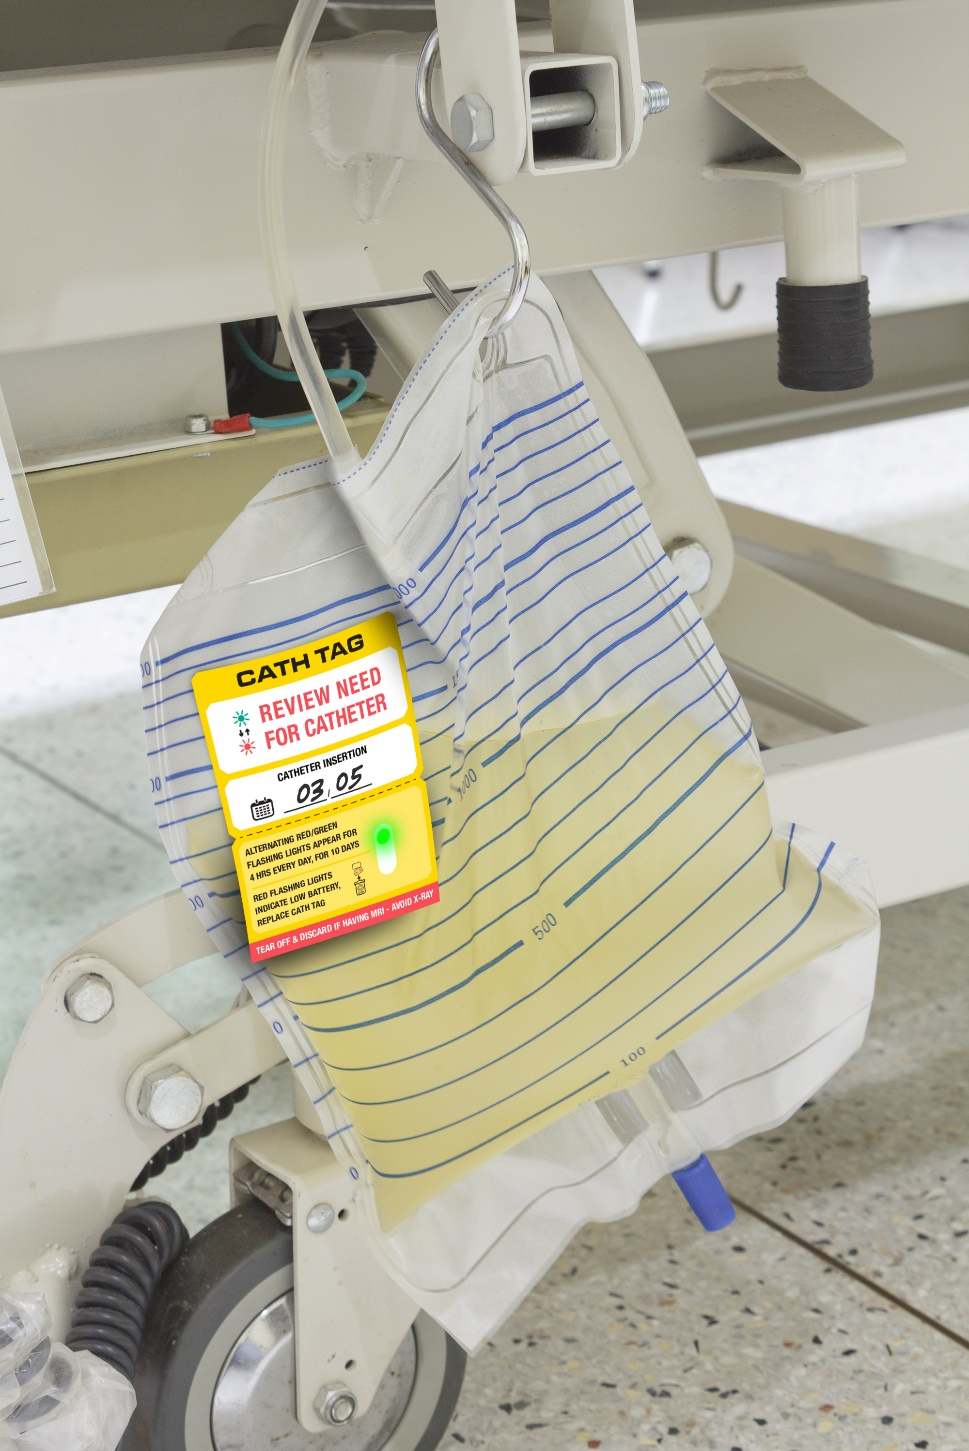 CATH TAG
REVIEW NEED
FOR CATHETER
CATHETER INSERTION
03 05
ALTERNATING RED/GREEN
FLASHING LIGHTS APPEAR FOR
4 HRS EVERY DAY, FOR 10 DAYS
RED FLASHING LIGHTS
INDICATE LOW BATTERY,
REPLACE CATH TAG
TEAR OFF & DISCARD IF HAVING MRI - AVOID X-RAY
500
100